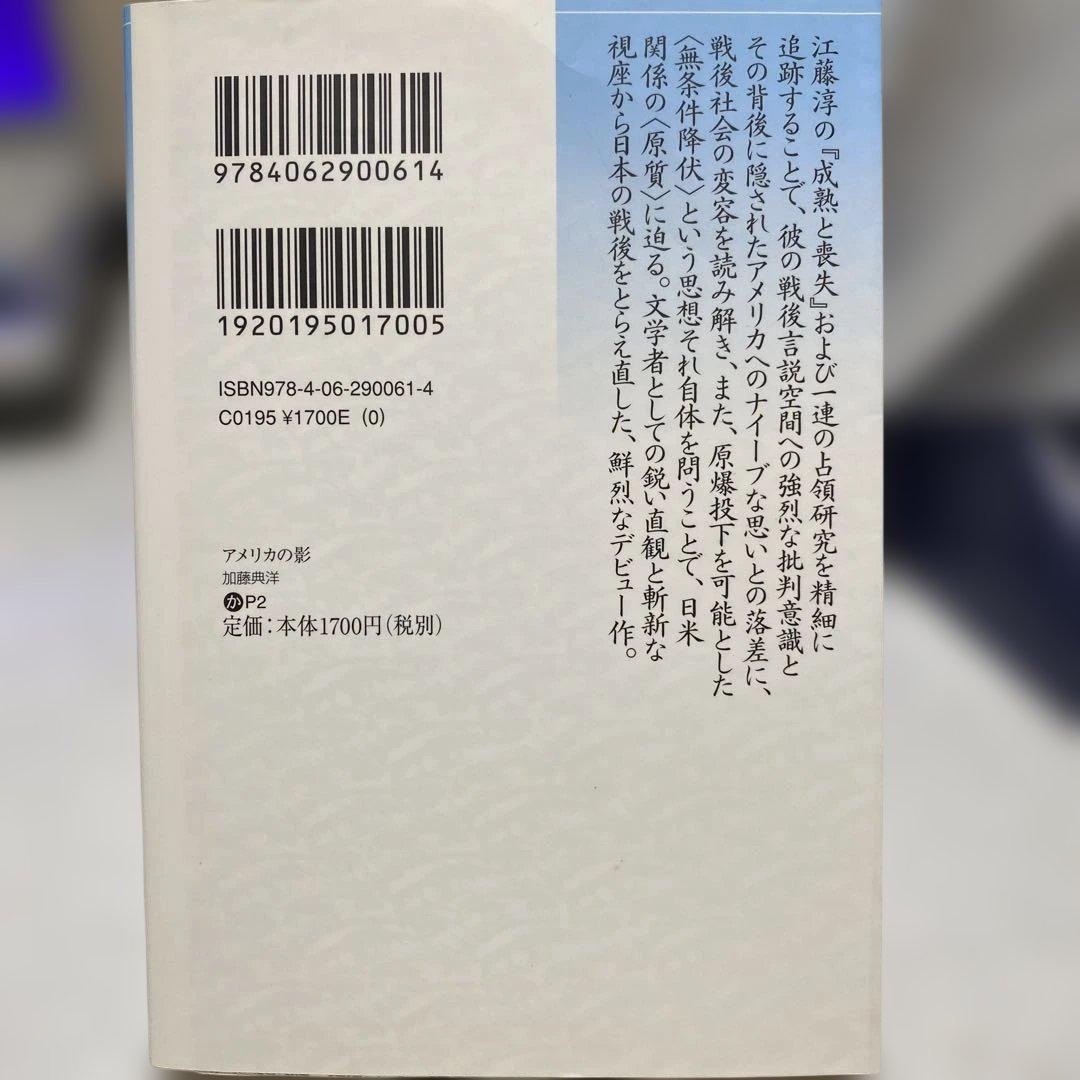 江藤淳の『成熟と喪失』および一連の占領研究を精細に
追跡することで、彼の戦後言説空間への強烈な批判意識と
その背後に隠されたアメリカへのナイーブな思いとの落差に、
戦後社会の変容を読み解き、また、原爆投下を可能とした
〈無条件降伏〉という思想それ自体を問うことで、日米
関係の〈原質〉に迫る。文学者としての鋭い直観と斬新な
視座から日本の戦後をとらえ直した、鮮烈なデビュー作。
9784062900614
1920195017005
ISBN978-4-06-290061-4
C0195 ¥1700E (0)
アメリカの影
加藤典洋
かP2
定価：本体1700円（税別）